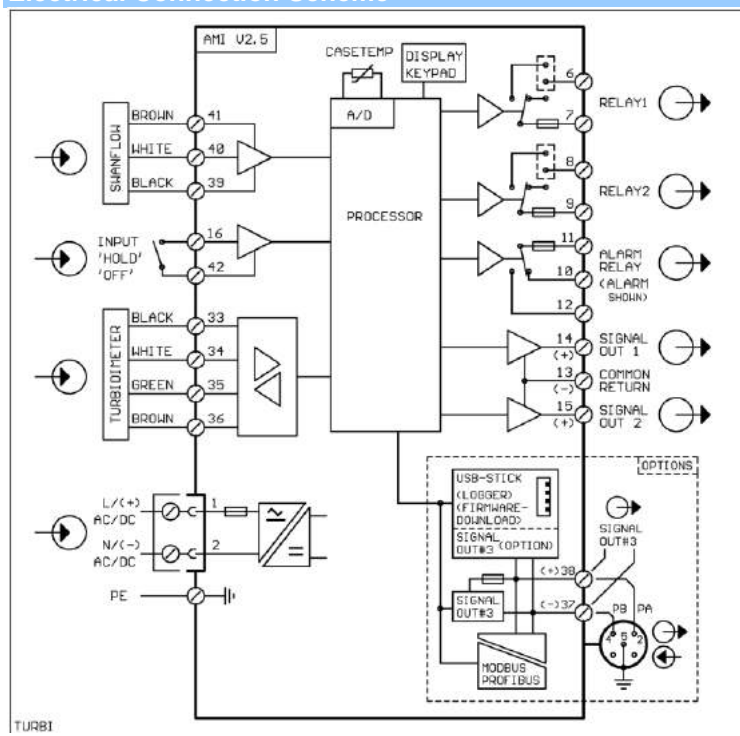 AMI V2.5
CASETEMP
DISPLAY
KEYPAD
A/D
PROCESSOR
SWANFLOW
BROWN 41
WHITE 40
BLACK 39
INPUT
'HOLD'
'OFF'
16
42
TURBIDIMETER
BLACK 33
WHITE 34
GREEN 35
BROWN 36
L/(+)
AC/DC
1
N/(-)
AC/DC
2
PE
6
RELAY1
7
8
RELAY2
9
11
ALARM
RELAY
10
(ALARM
SHOWN)
12
14
(+)
SIGNAL
OUT 1
13
(-)
COMMON
RETURN
15
(+)
SIGNAL
OUT 2
OPTIONS
USB-STICK
(LOGGER)
(FIRMWARE-
DOWNLOAD)
SIGNAL
OUT#3 (OPTION)
SIGNAL
OUT#3
(+)38
SIGNAL
OUT#3
(-)37
PB PA
4 5 2
MODBUS
PROFIBUS
TURBI